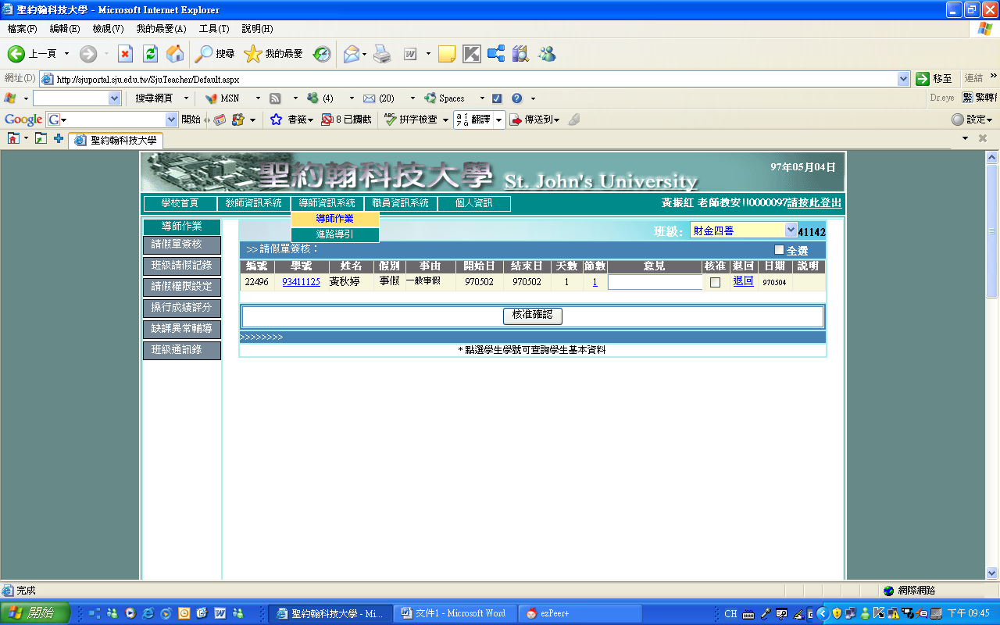 聖約翰科技大學 - Microsoft Internet Explorer
檔案(F) 編輯(E) 檢視(V) 我的最愛(A) 工具(T) 說明(H)
上一頁 搜尋 我的最愛
網址(D) http://sjuportal.sju.edu.tw/SjuTeacher/Default.aspx 移至 連結 »
搜尋網頁 MSN (4) (20) Spaces Dr.eye 繁 繁轉
Google G 開始 書籤 8 已攔截 ABC 拼字檢查 翻譯 傳送到 設定
聖約翰科技大學
聖約翰科技大學 St. John's University 97年05月04日
學校首頁 教師資訊系統 導師資訊系統 職員資訊系統 個人資訊 黃振紅 老師教安!!0000097請按此登出
導師作業
進路導引
導師作業
請假單簽核
班級請假記錄
請假權限設定
操行成績評分
缺課異常輔導
班級通訊錄
班級: 財金四善 41142
>>請假單簽核： 全選
編號 學號 姓名 假別 事由 開始日 結束日 天數 節數 意見 核准 退回 日期 說明
22496 93411125 黃秋婷 事假 一般事假 970502 970502 1 1 退回 970504
核准確認
>>>>>>>>
* 點選學生學號可查詢學生基本資料
完成 網際網路
開始 聖約翰科技大學 - Mi... 文件1 - Microsoft Word ezPeer+ CH 下午 09:45